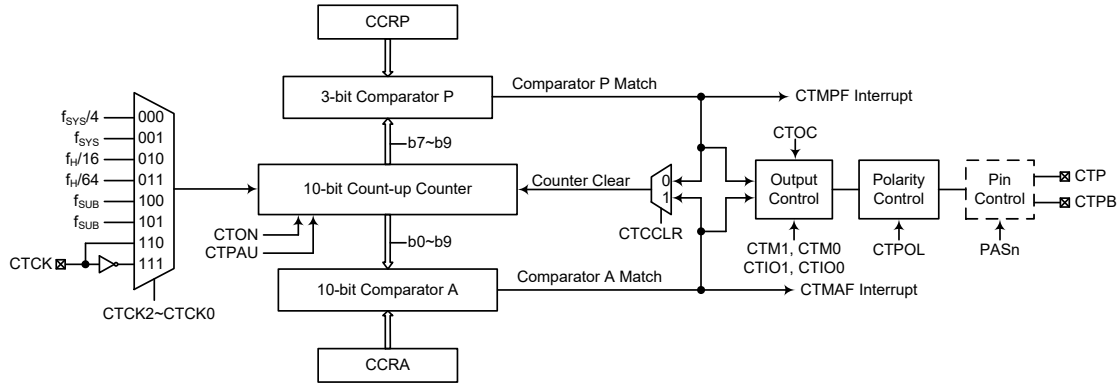 CCRP
3-bit Comparator P
Comparator P Match
CTMPF Interrupt
b7~b9
CTOC
fSYS/4
000
fSYS
001
fH/16
010
fH/64
011
fSUB
100
fSUB
101
110
CTCK
111
CTCK2~CTCK0
10-bit Count-up Counter
Counter Clear
0
1
CTCCLR
Output
Control
Polarity
Control
Pin
Control
CTP
CTPB
CTON
CTPAU
b0~b9
CTM1, CTM0
CTIO1, CTIO0
CTPOL
PASn
10-bit Comparator A
Comparator A Match
CTMAF Interrupt
CCRA